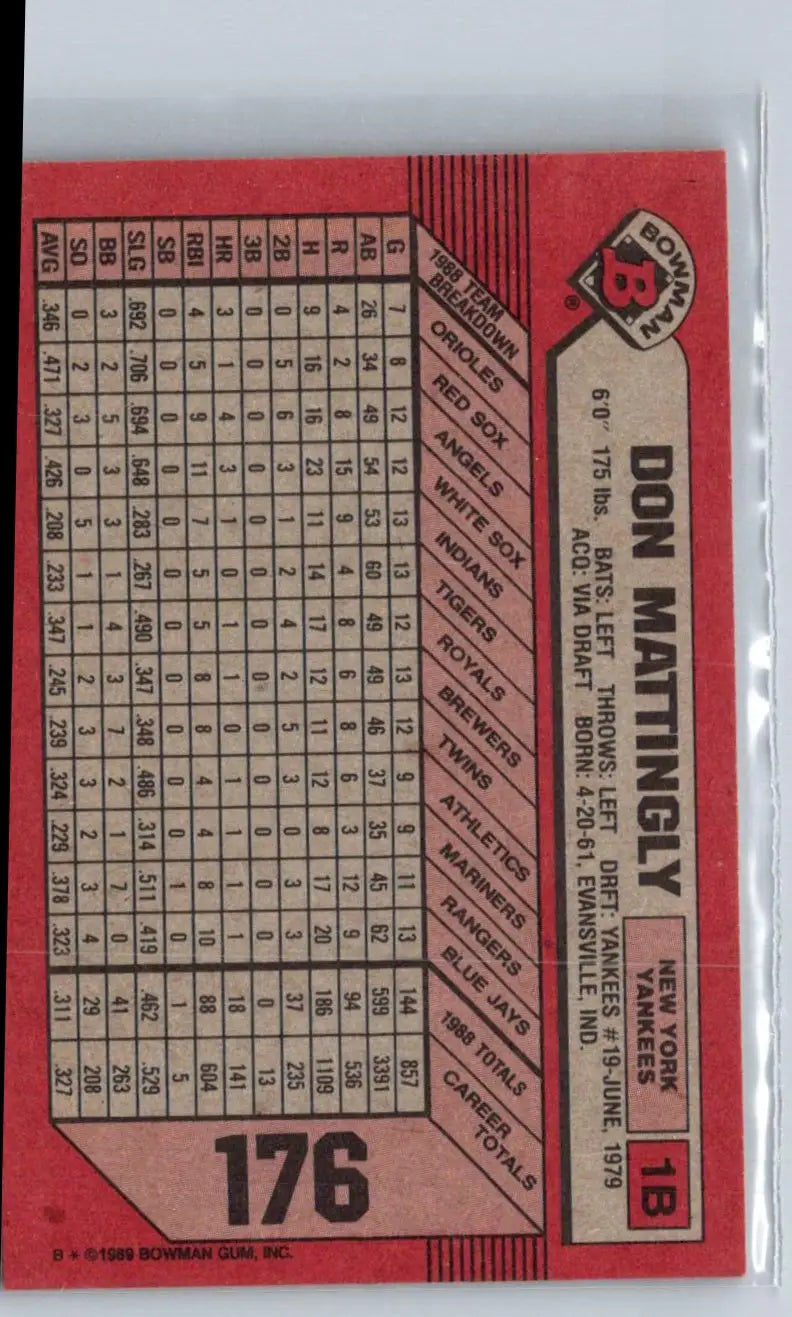 BOWMAN
B
®
DON MATTINGLY
NEW YORK
YANKEES
1B
6'0" 175 lbs. BATS: LEFT THROWS: LEFT DRFT: YANKEES #19-JUNE, 1979
ACQ: VIA DRAFT BORN: 4-20-61, EVANSVILLE, IND.
1988 TEAM
BREAKDOWN
ORIOLES
RED SOX
ANGELS
WHITE SOX
INDIANS
TIGERS
ROYALS
BREWERS
TWINS
ATHLETICS
MARINERS
RANGERS
BLUE JAYS
1988 TOTALS
CAREER
TOTALS
G 7 8 12 12 13 13 12 13 12 9 9 11 13 144 857
AB 26 34 49 54 53 60 49 49 46 37 35 45 62 599 3391
R 4 2 8 15 9 4 8 6 8 6 3 12 9 94 536
H 9 16 16 23 11 14 17 12 11 12 8 17 20 186 1109
2B 0 5 6 3 1 2 4 2 5 3 0 3 3 37 235
3B 0 0 0 0 0 0 0 0 0 0 0 0 0 0 13
HR 3 1 4 3 1 0 1 1 0 1 1 1 1 18 141
RBI 4 5 9 11 7 5 5 8 8 4 4 8 10 88 604
SB 0 0 0 0 0 0 0 0 0 0 0 1 0 1 5
SLG .692 .706 .694 .648 .283 .267 .490 .347 .348 .486 .314 .511 .419 .462 .529
BB 3 2 5 3 3 1 4 3 7 2 1 7 0 41 263
SO 0 2 3 0 5 1 1 2 3 3 2 3 4 29 208
AVG .346 .471 .327 .426 .208 .233 .347 .245 .239 .324 .229 .378 .323 .311 .327
176
B * ©1989 BOWMAN GUM, INC.